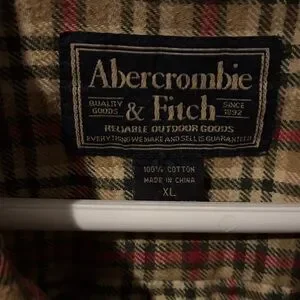 Abercrombie
QUALITY GOODS & Fitch SINCE 1892
RELIABLE OUTDOOR GOODS
EVERYTHING WE MAKE AND SELL IS GUARANTEED
100% COTTON
MADE IN CHINA
XL